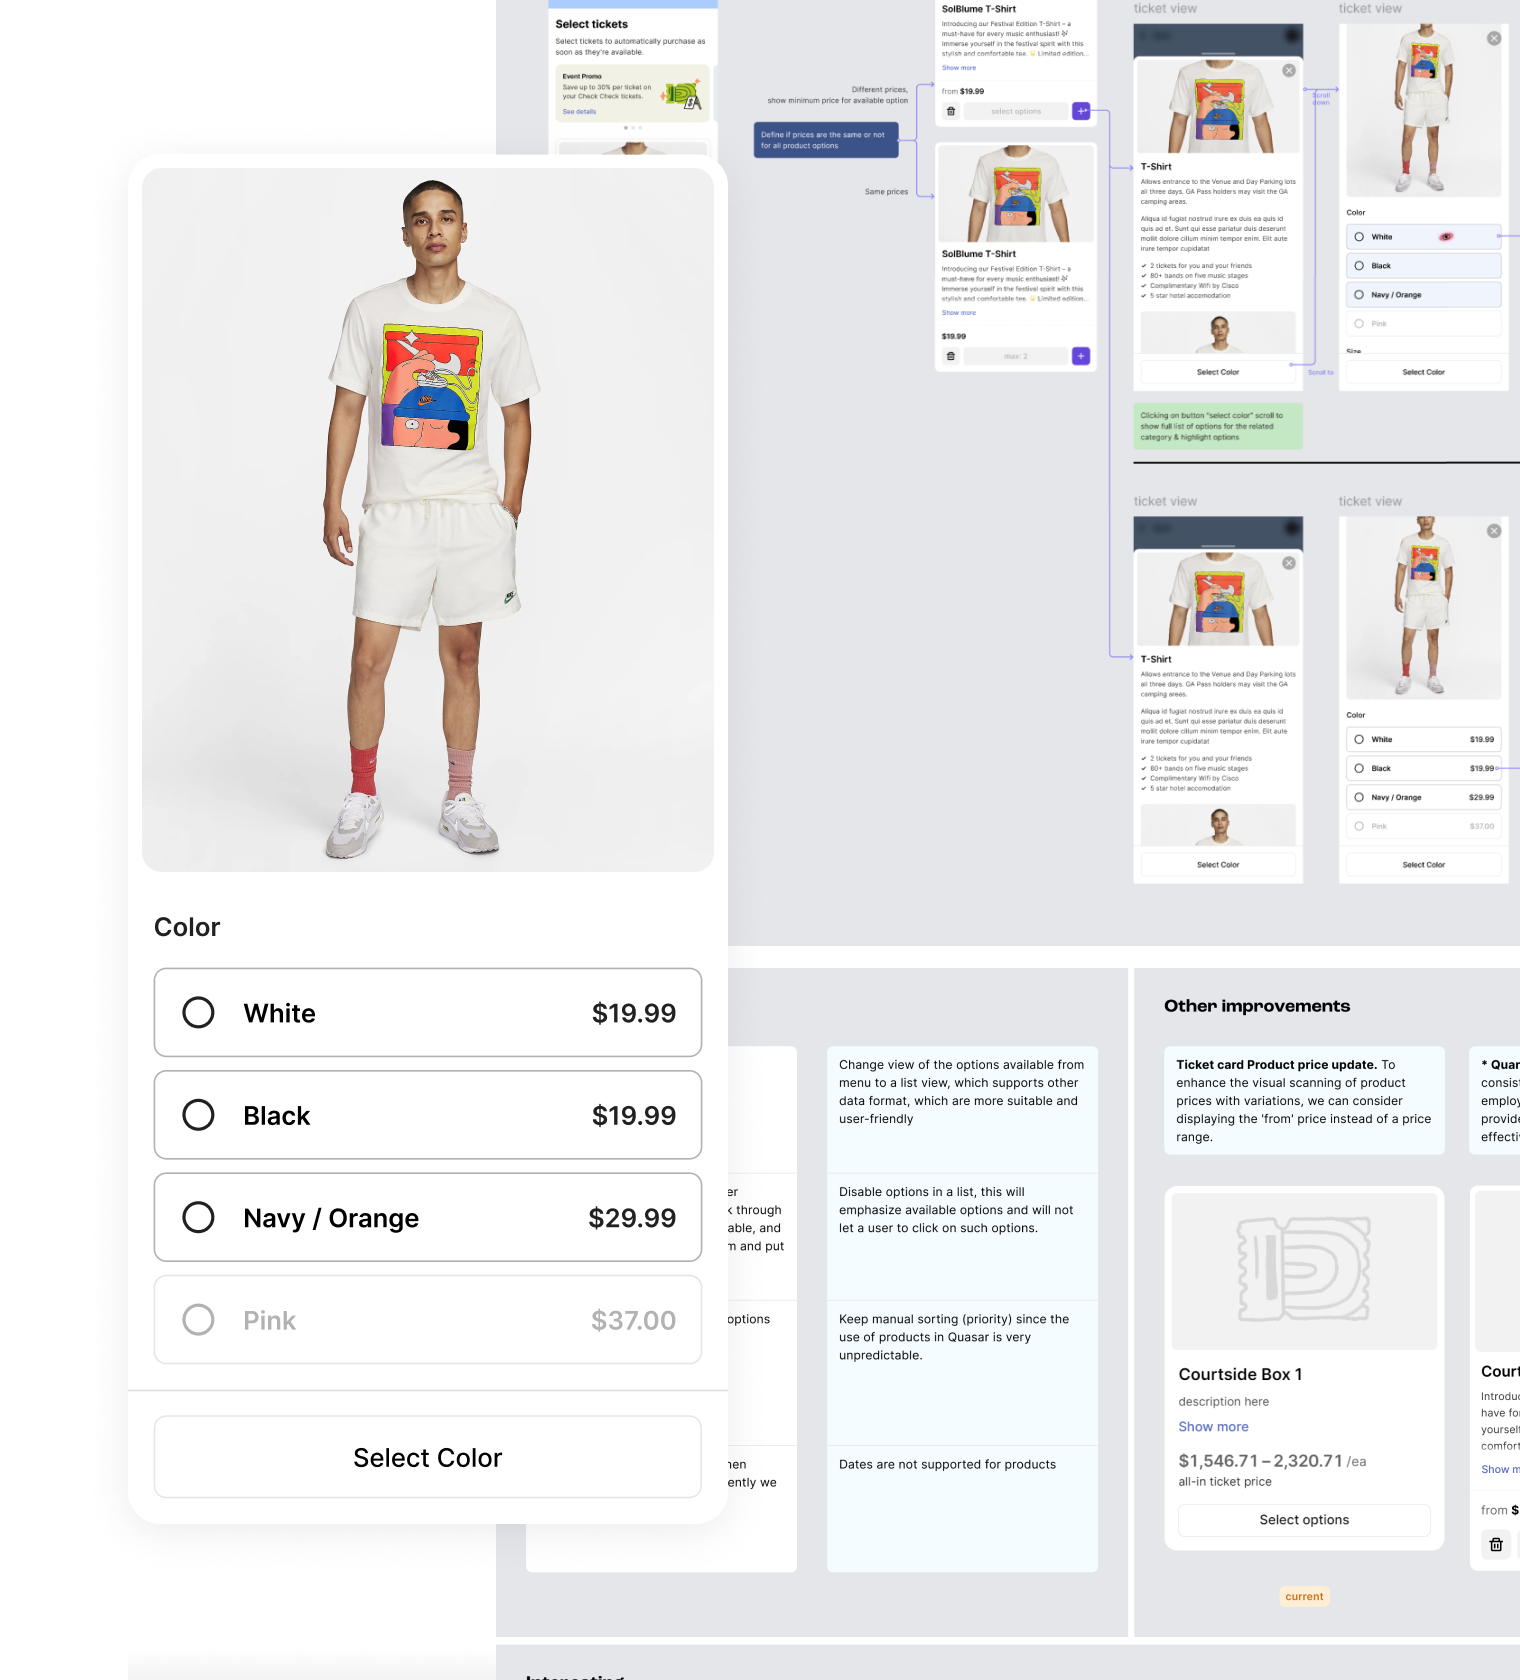 Select tickets
Select tickets to automatically purchase as
soon as they're available.
Event Promo
Save up to 30% per ticket on
your Chack Check tickets.
See details
Different prices,
show minimum price for available option
Define if prices are the same or not
for all product options
Same prices
SolBlume T-Shirt
Introducing our Festival Edition T-Shirt – a
must-have for every music enthusiast! 🎶
Immerse yourself in the festival spirit with this
stylish and comfortable tee. 🌟 Limited edition...
Show more
from $19.99
select options
SolBlume T-Shirt
Introducing our Festival Edition T-Shirt – a
must-have for every music enthusiast! 🎶
Immerse yourself in the festival spirit with this
stylish and comfortable tee. 🌟 Limited edition...
Show more
$19.99
max: 2
ticket view
T-Shirt
Allows entrance to the Venue and Day Parking lots
all three days. GA Pass holders may visit the GA
camping areas.
Aliqua id fugiat nostrud irure ex duis ea quis id
quis ad et. Sunt qui esse pariatur duis deserunt
mollit dolore cillum minim tempor enim. Elit aute
irure tempor cupidatat
✓ 2 tickets for you and your friends
✓ 80+ bands on five music stages
✓ Complimentary Wifi by Cisco
✓ 5 star hotel accomodation
Select Color
Scroll
down
Scroll to
ticket view
Color
White
Black
Navy / Orange
Pink
Size
Select Color
Clicking on button "select color" scroll to
show full list of options for the related
category & highlight options
ticket view
T-Shirt
Allows entrance to the Venue and Day Parking lots
all three days. GA Pass holders may visit the GA
camping areas.
Aliqua id fugiat nostrud irure ex duis ea quis id
quis ad et. Sunt qui esse pariatur duis deserunt
mollit dolore cillum minim tempor enim. Elit aute
irure tempor cupidatat
✓ 2 tickets for you and your friends
✓ 80+ bands on five music stages
✓ Complimentary Wifi by Cisco
✓ 5 star hotel accomodation
Select Color
ticket view
Color
White $19.99
Black $19.99
Navy / Orange $29.99
Pink $37.00
Select Color
Color
White $19.99
Black $19.99
Navy / Orange $29.99
Pink $37.00
Select Color
er
k through
able, and
m and put
options
hen
ently we
Change view of the options available from
menu to a list view, which supports other
data format, which are more suitable and
user-friendly
Disable options in a list, this will
emphasize available options and will not
let a user to click on such options.
Keep manual sorting (priority) since the
use of products in Quasar is very
unpredictable.
Dates are not supported for products
Other improvements
Ticket card Product price update. To
enhance the visual scanning of product
prices with variations, we can consider
displaying the 'from' price instead of a price
range.
Courtside Box 1
description here
Show more
$1,546.71 – 2,320.71 /ea
all-in ticket price
Select options
current
* Quan
consist
employ
provide
effecti
Court
Introduc
have for
yourself
comfort
Show m
from $
Interesting